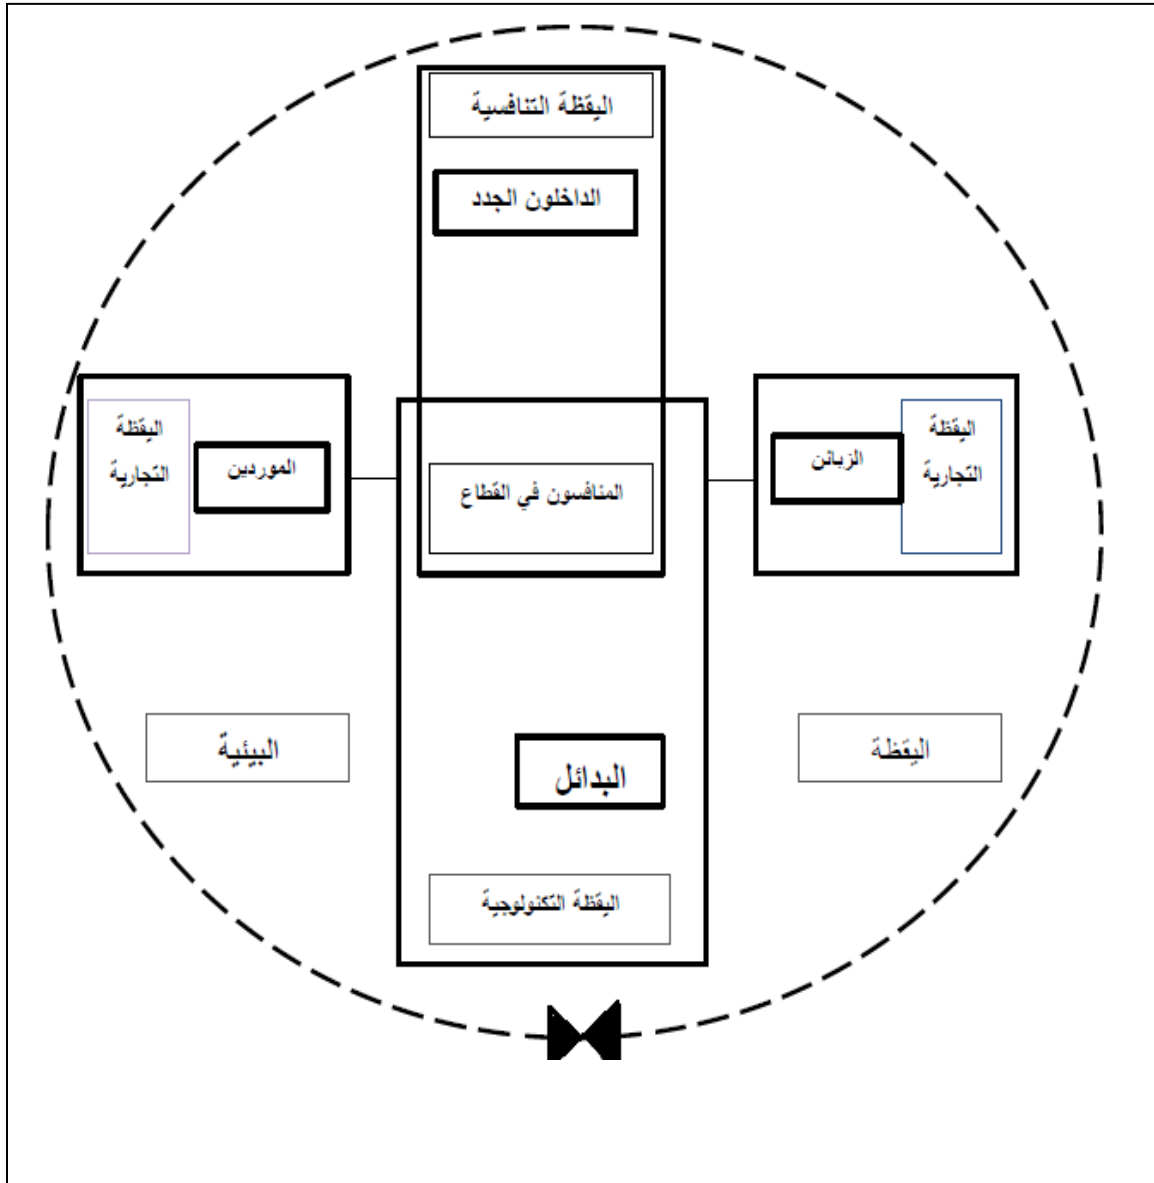 اليقظة التنافسية
الداخلون الجدد
اليقظة
التجارية
الزبائن
المنافسون في القطاع
الموردين
اليقظة
التجارية
اليقظة
البيئية
البدائل
اليقظة التكنولوجية